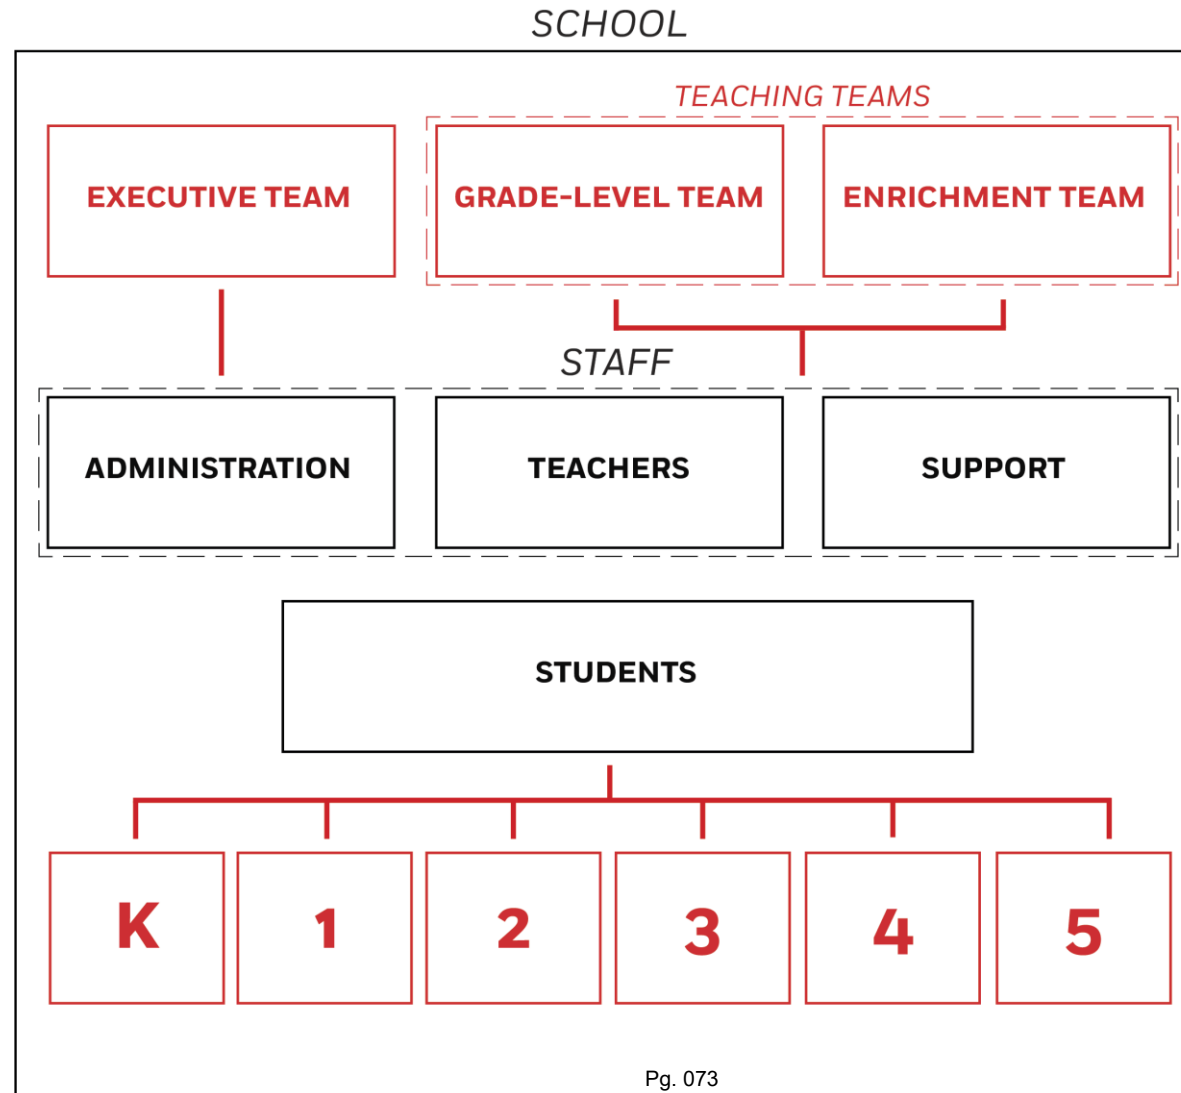 SCHOOL
TEACHING TEAMS
EXECUTIVE TEAM
GRADE-LEVEL TEAM
ENRICHMENT TEAM
STAFF
ADMINISTRATION
TEACHERS
SUPPORT
STUDENTS
K
1
2
3
4
5
Pg. 073